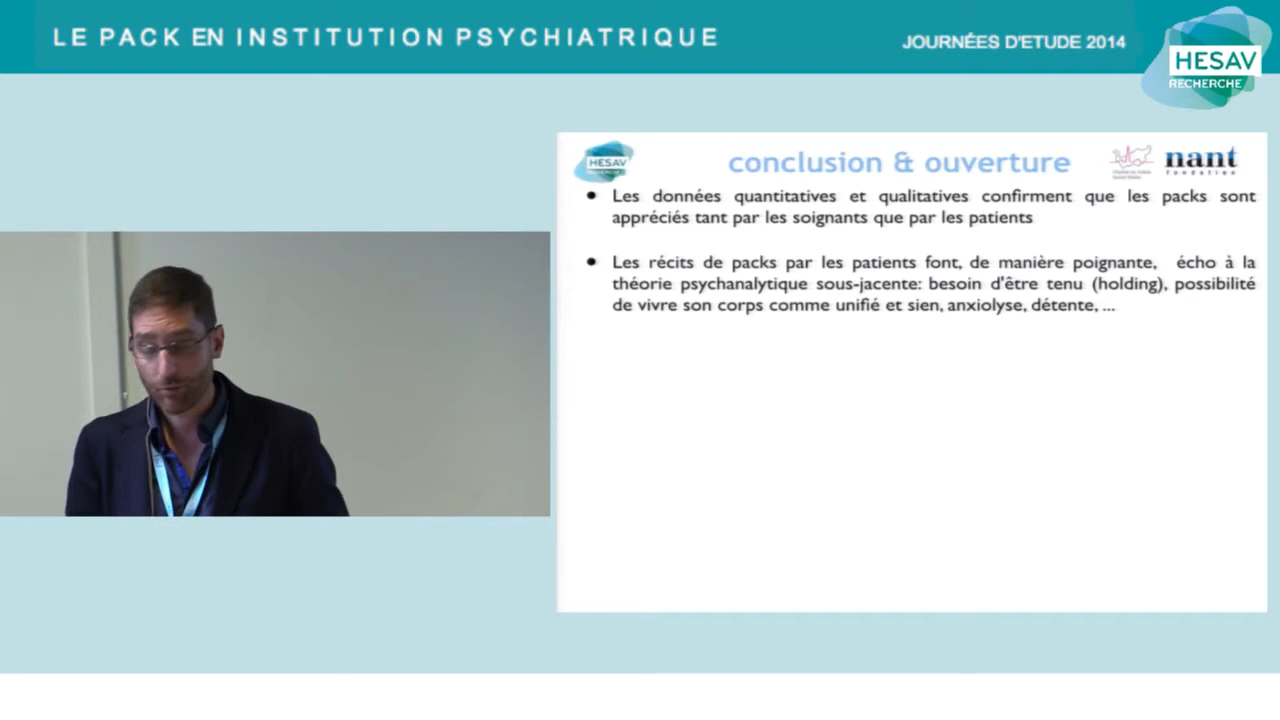 LE PACK EN INSTITUTION PSYCHIATRIQUE
JOURNÉES D'ETUDE 2014
HESAV
RECHERCHE
HESAV
RECHERCHE
conclusion & ouverture
nant
fondation
• Les données quantitatives et qualitatives confirment que les packs sont
appréciés tant par les soignants que par les patients
• Les récits de packs par les patients font, de manière poignante, écho à la
théorie psychanalytique sous-jacente: besoin d'être tenu (holding), possibilité
de vivre son corps comme unifié et sien, anxiolyse, détente, ...